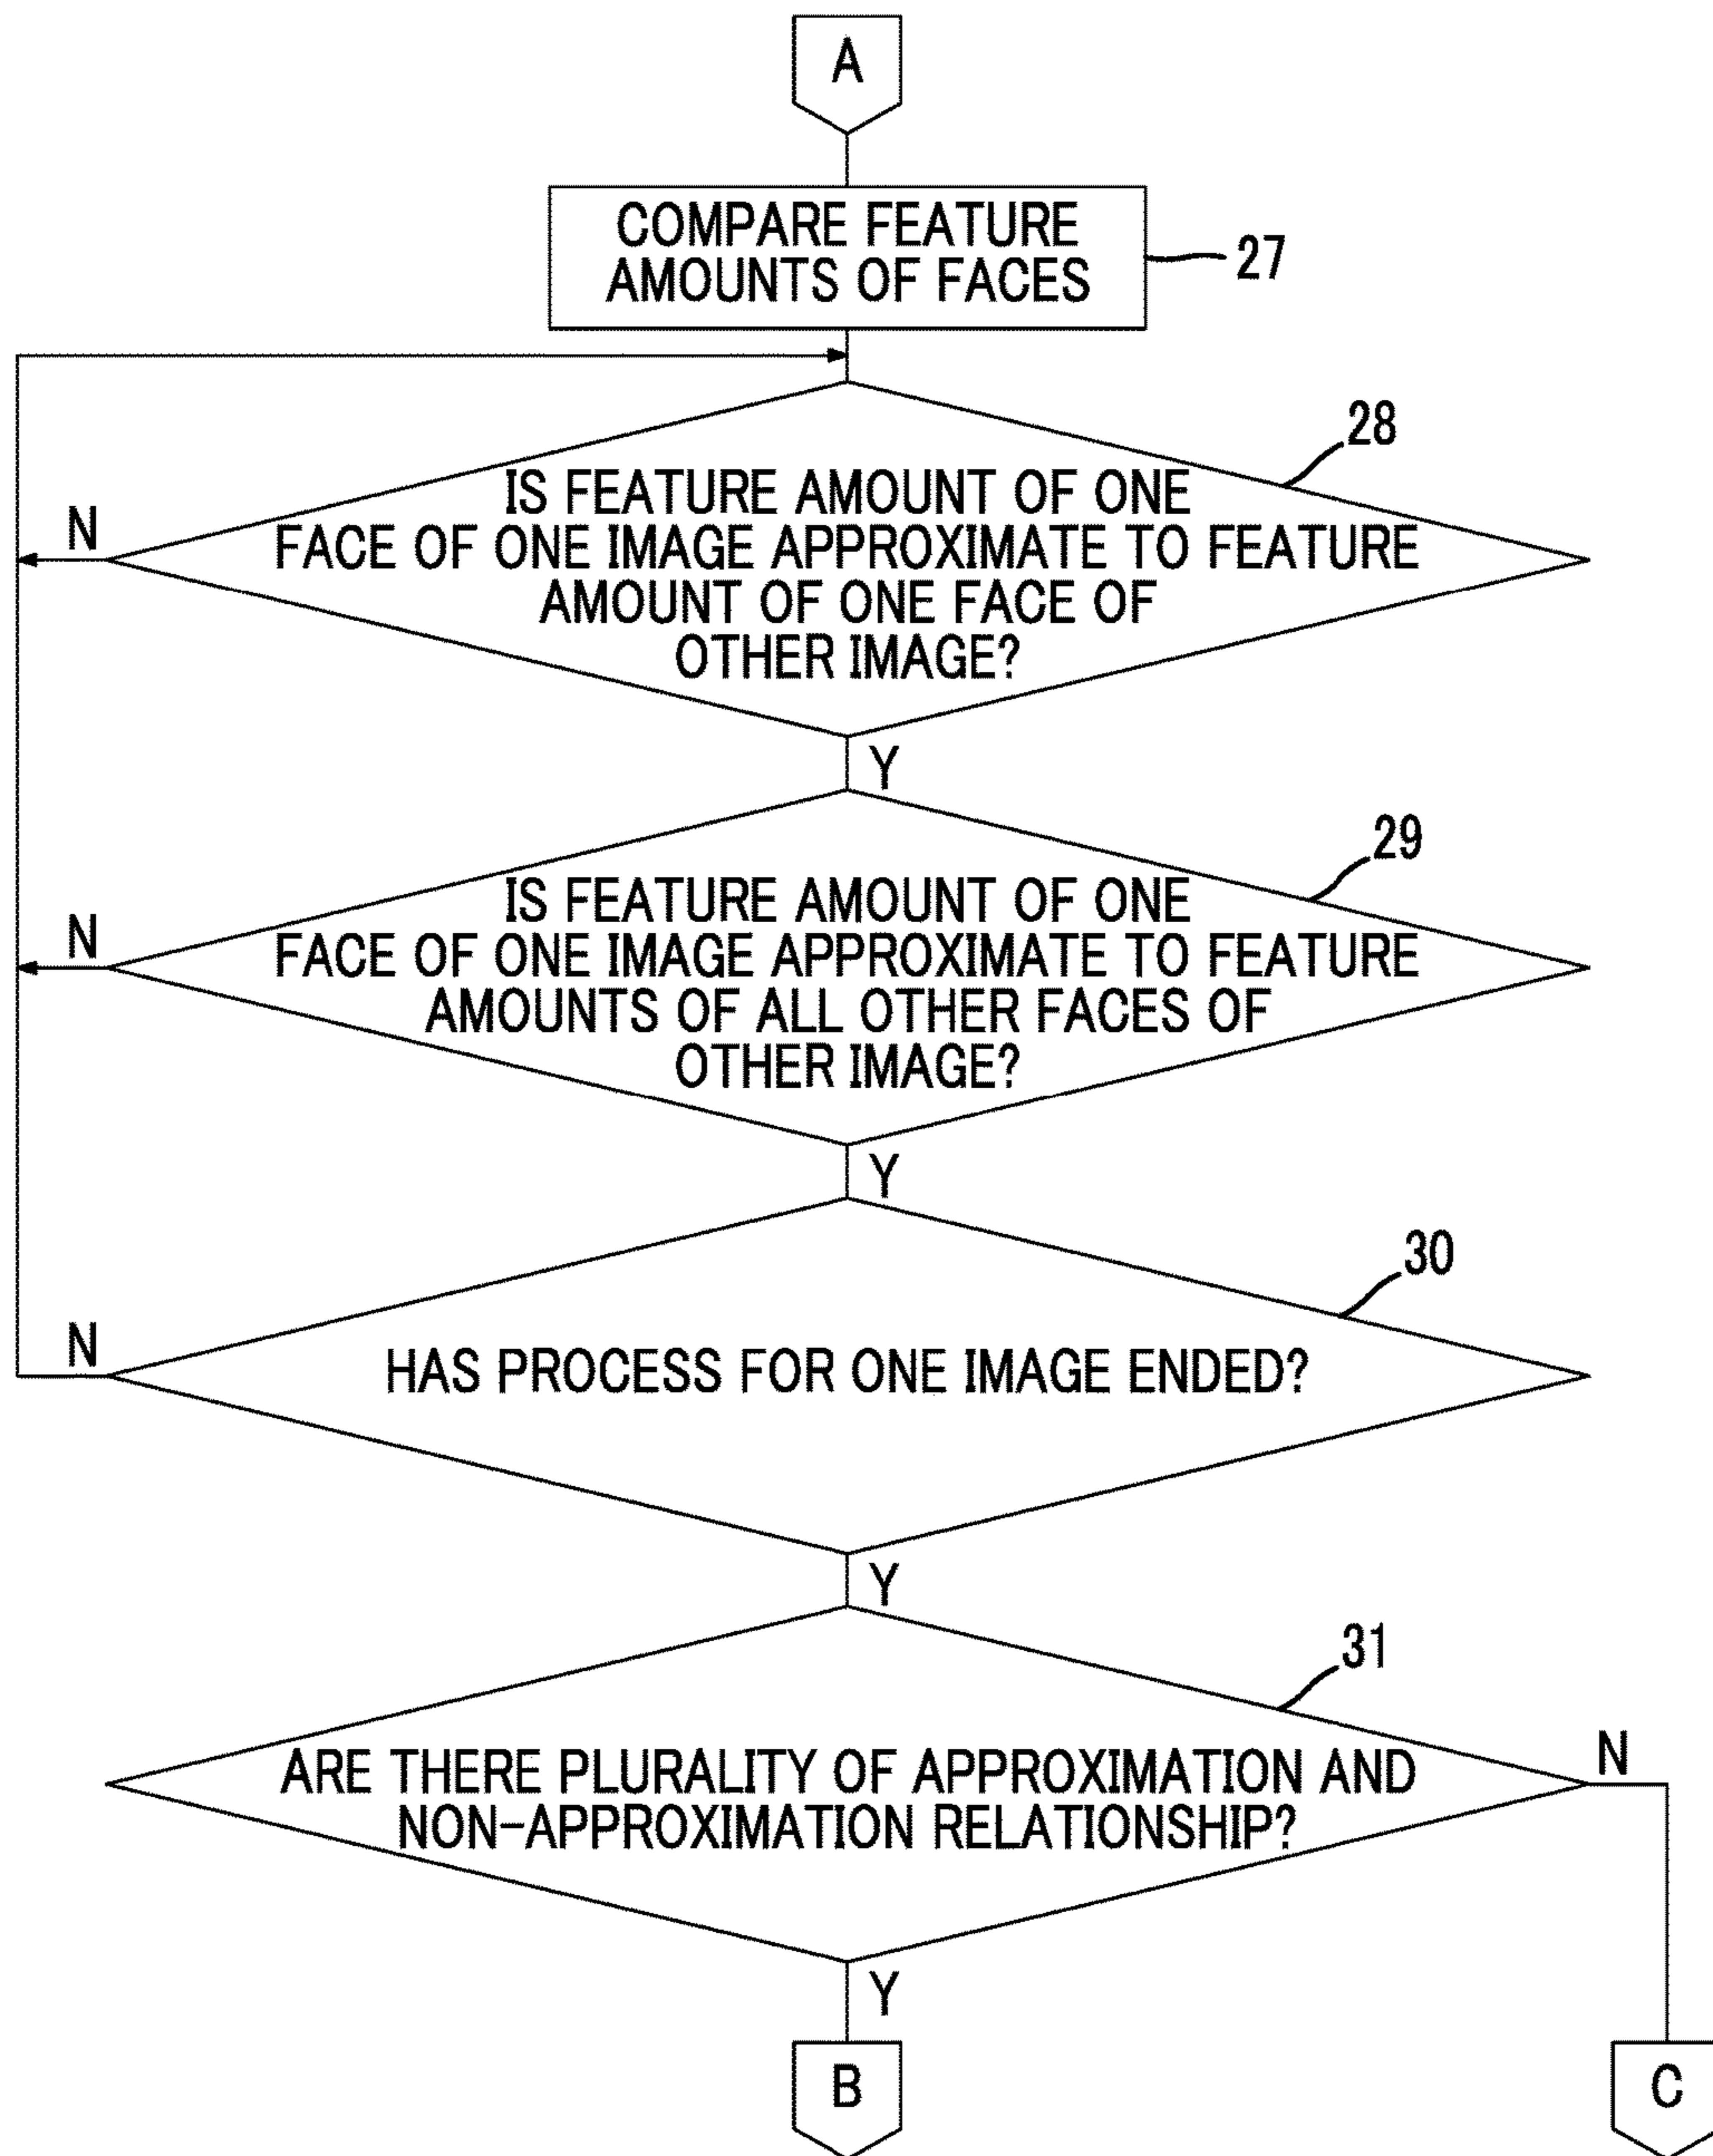 A
COMPARE FEATURE
AMOUNTS OF FACES
27
28
IS FEATURE AMOUNT OF ONE
FACE OF ONE IMAGE APPROXIMATE TO FEATURE
AMOUNT OF ONE FACE OF
OTHER IMAGE?
N
Y
29
IS FEATURE AMOUNT OF ONE
FACE OF ONE IMAGE APPROXIMATE TO FEATURE
AMOUNTS OF ALL OTHER FACES OF
OTHER IMAGE?
N
Y
30
HAS PROCESS FOR ONE IMAGE ENDED?
N
Y
31
ARE THERE PLURALITY OF APPROXIMATION AND
NON-APPROXIMATION RELATIONSHIP?
N
Y
B
C